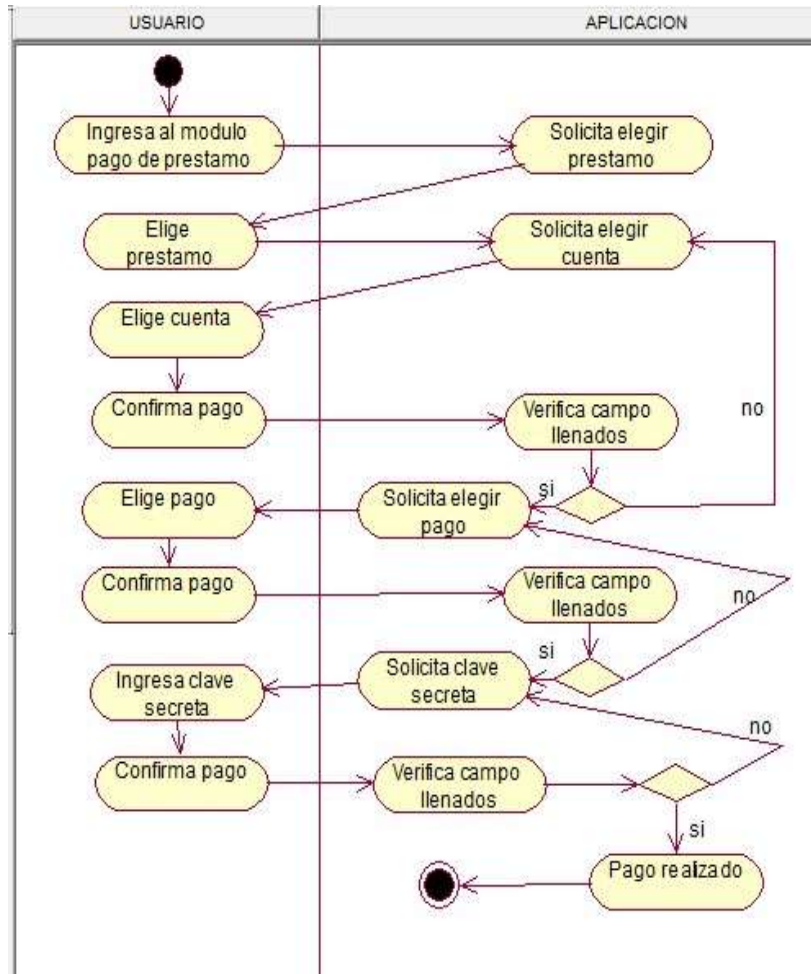 USUARIO
APLICACION
Ingresa al modulo
pago de prestamo
Solicita elegir
prestamo
Elige
prestamo
Solicita elegir
cuenta
Elige cuenta
Confirma pago
Verifica campo
llenados
no
Elige pago
Solicita elegir
pago
si
Confirma pago
Verifica campo
llenados
no
Ingresa clave
secreta
Solicita clave
secreta
si
no
Confirma pago
Verifica campo
llenados
si
Pago realizado